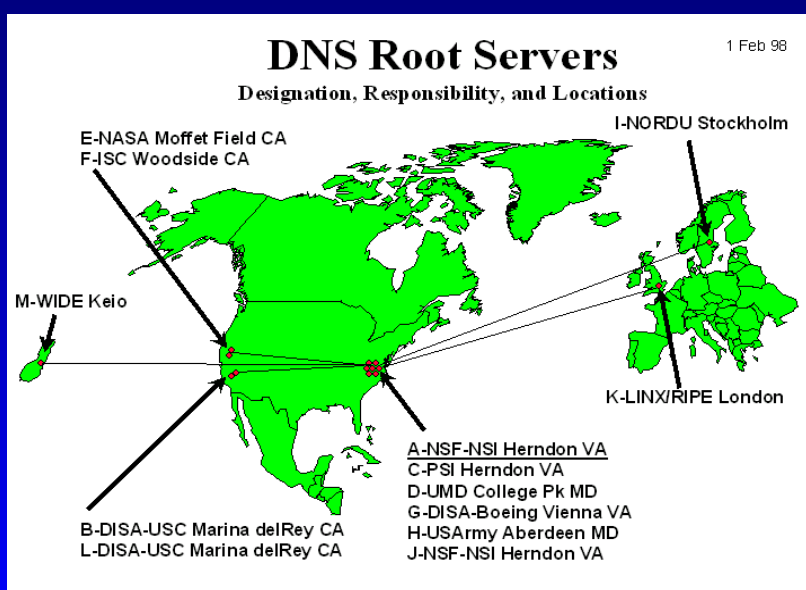 DNS Root Servers
1 Feb 98
Designation, Responsibility, and Locations
E-NASA Moffet Field CA
F-ISC Woodside CA
I-NORDU Stockholm
M-WIDE Keio
K-LINX/RIPE London
A-NSF-NSI Herndon VA
C-PSI Herndon VA
D-UMD College Pk MD
G-DISA-Boeing Vienna VA
H-USArmy Aberdeen MD
J-NSF-NSI Herndon VA
B-DISA-USC Marina delRey CA
L-DISA-USC Marina delRey CA